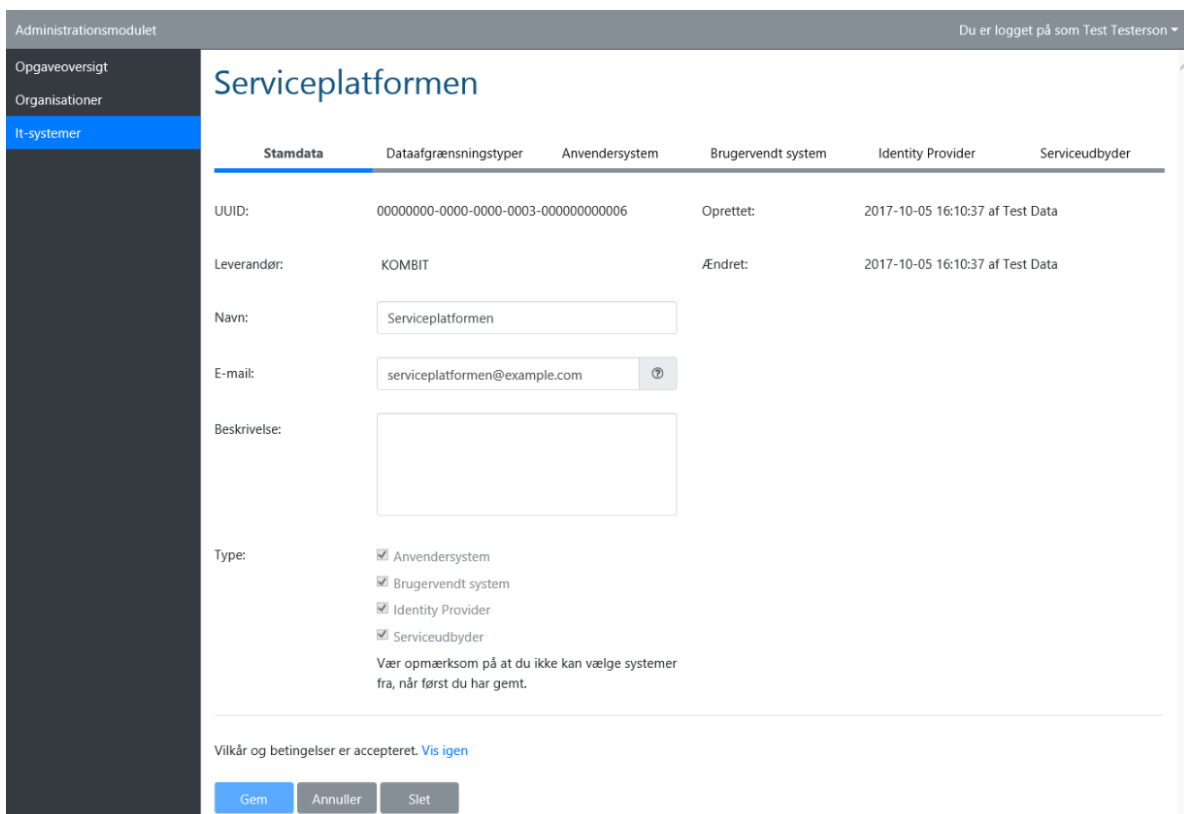 Administrationsmodulet
Du er logget på som Test Testerson
Opgaveoversigt
Organisationer
It-systemer
Serviceplatformen
Stamdata Dataafgrænsningstyper Anvendersystem Brugervendt system Identity Provider Serviceudbyder
UUID: 00000000-0000-0000-0003-000000000006 Oprettet: 2017-10-05 16:10:37 af Test Data
Leverandør: KOMBIT Ændret: 2017-10-05 16:10:37 af Test Data
Navn: Serviceplatformen
E-mail: serviceplatformen@example.com
Beskrivelse:
Type: Anvendersystem
Brugervendt system
Identity Provider
Serviceudbyder
Vær opmærksom på at du ikke kan vælge systemer
fra, når først du har gemt.
Vilkår og betingelser er accepteret. Vis igen
Gem Annuller Slet